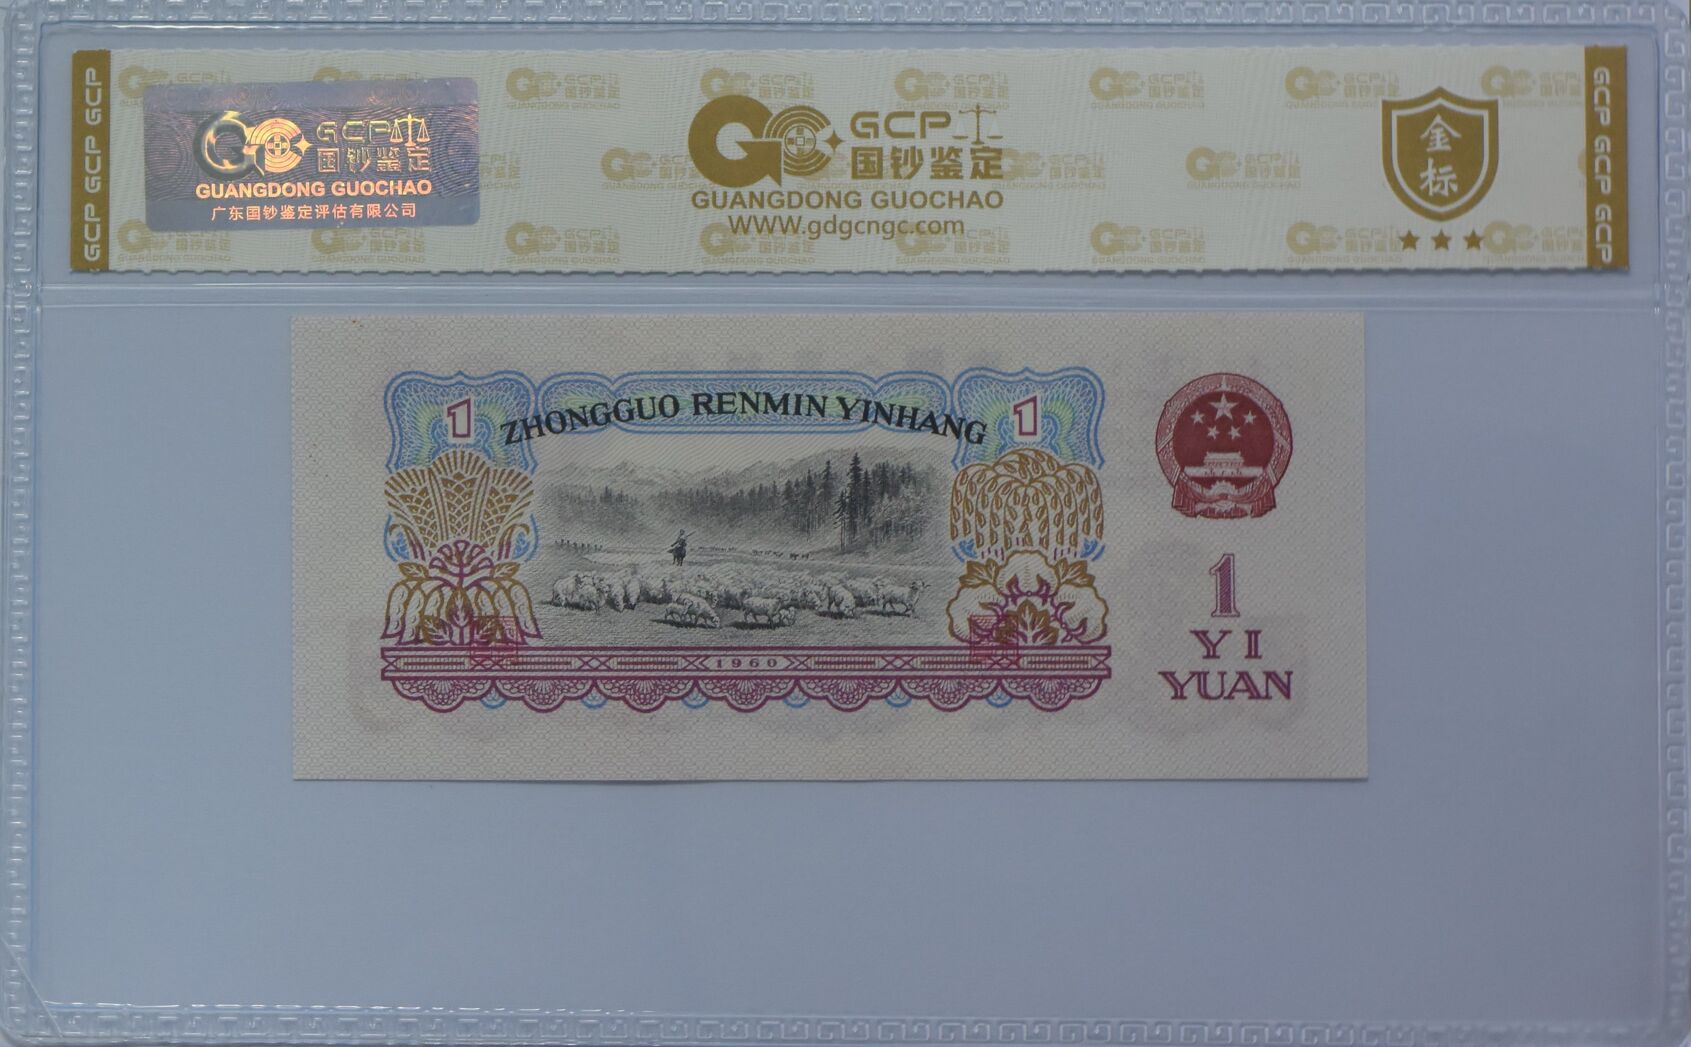 GCP GCP GCP
GCP
国钞鉴定
GUANGDONG GUOCHAO
广东国钞鉴定评估有限公司
GCP
国钞鉴定
GUANGDONG GUOCHAO
WWW.gdgcngc.com
金标
GCP GCP GCP
ZHONGGUO RENMIN YINHANG
1
1
1960
1
YI
YUAN